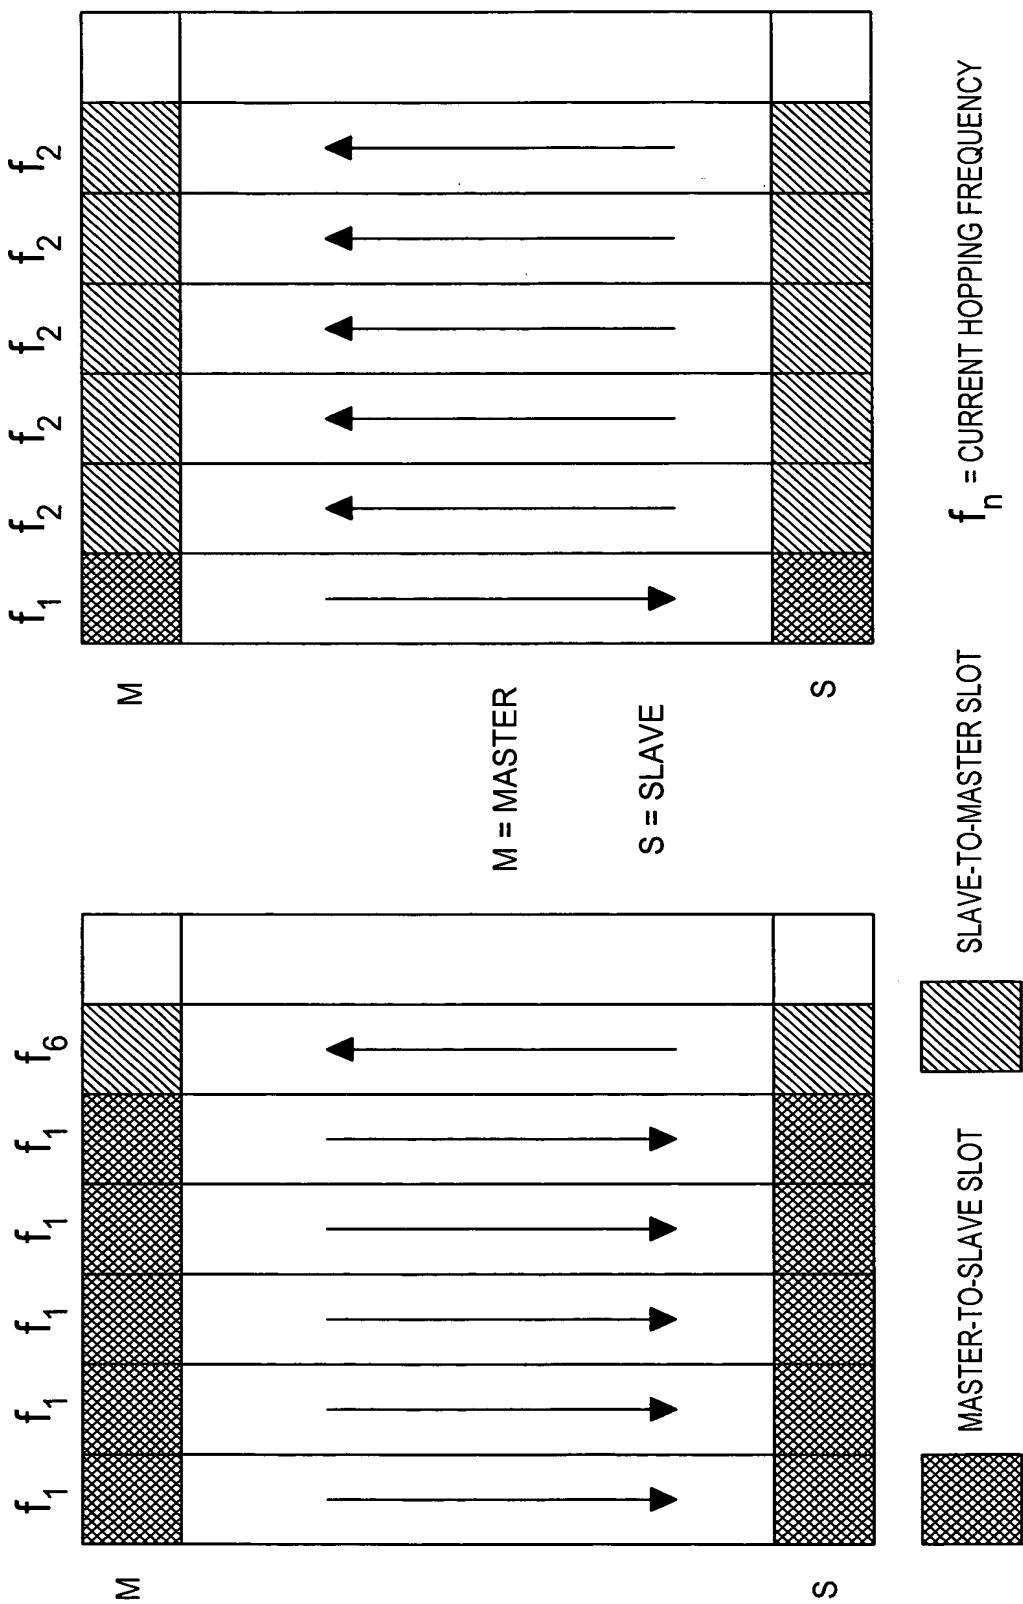 f₁ f₁ f₁ f₁ f₁ f₆
f₁ f₂ f₂ f₂ f₂ f₂
M
M
M = MASTER
S = SLAVE
S
S
MASTER-TO-SLAVE SLOT
SLAVE-TO-MASTER SLOT
fₙ = CURRENT HOPPING FREQUENCY